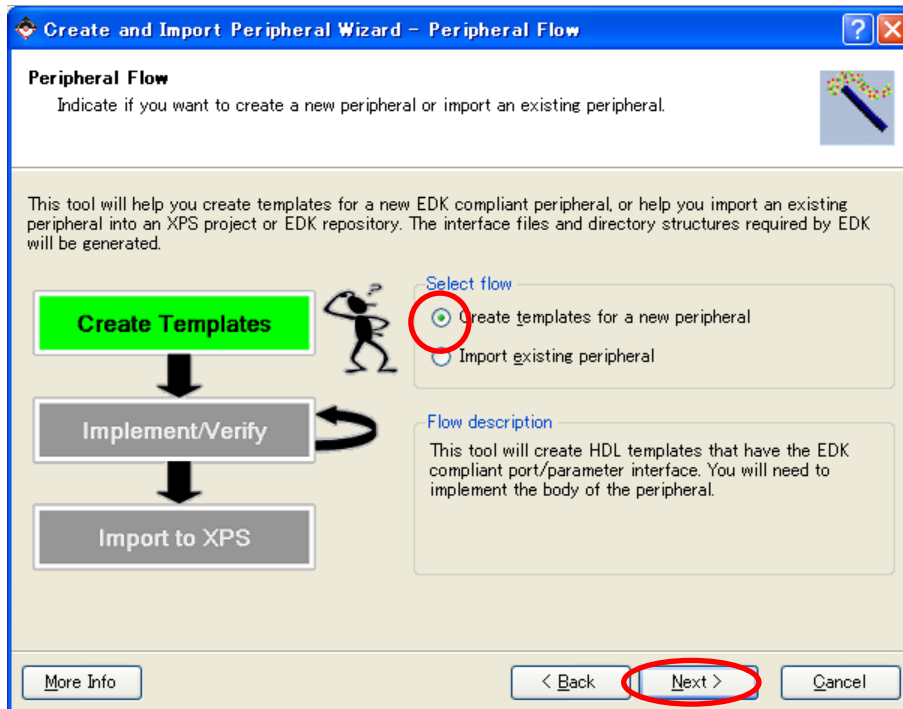 Create and Import Peripheral Wizard - Peripheral Flow
Peripheral Flow
Indicate if you want to create a new peripheral or import an existing peripheral.
This tool will help you create templates for a new EDK compliant peripheral, or help you import an existing
peripheral into an XPS project or EDK repository. The interface files and directory structures required by EDK
will be generated.
Create Templates
Implement/Verify
Import to XPS
Select flow
Create templates for a new peripheral
Import existing peripheral
Flow description
This tool will create HDL templates that have the EDK
compliant port/parameter interface. You will need to
implement the body of the peripheral.
More Info
< Back
Next >
Cancel